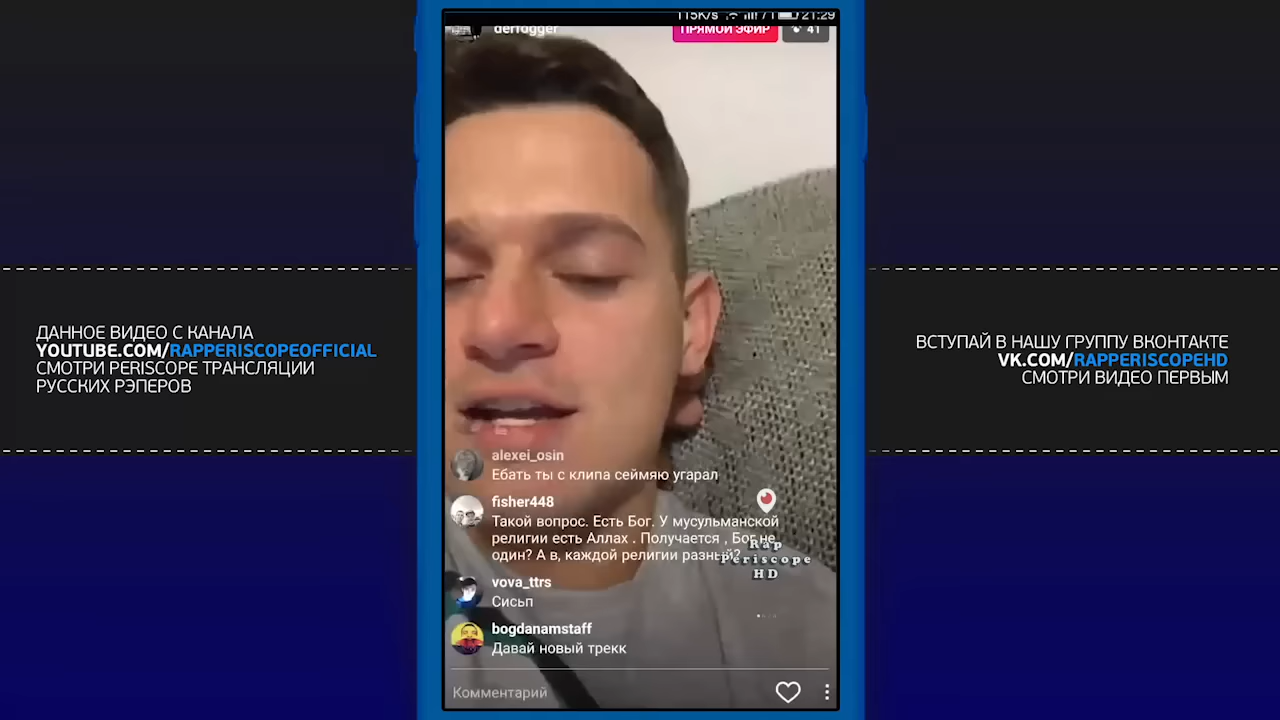 115K/s 71 21:29
derfogger
ПРЯМОЙ ЭФИР
41
ДАННОЕ ВИДЕО С КАНАЛА
YOUTUBE.COM/RAPPERISCOPEOFFICIAL
СМОТРИ PERISCOPE ТРАНСЛЯЦИИ
РУССКИХ РЭПЕРОВ
ВСТУПАЙ В НАШУ ГРУППУ ВКОНТАКТЕ
VK.COM/RAPPERISCOPEHD
СМОТРИ ВИДЕО ПЕРВЫМ
alexei_osin
Ебать ты с клипа сеймяю угарал
fisher448
Такой вопрос. Есть Бог. У мусульманской
религии есть Аллах . Получается , Бог не
один? А в, каждой религии разный?
vova_ttrs
Сисьп
bogdanamstaff
Давай новый трекк
Rap
Periscope
HD
Комментарий